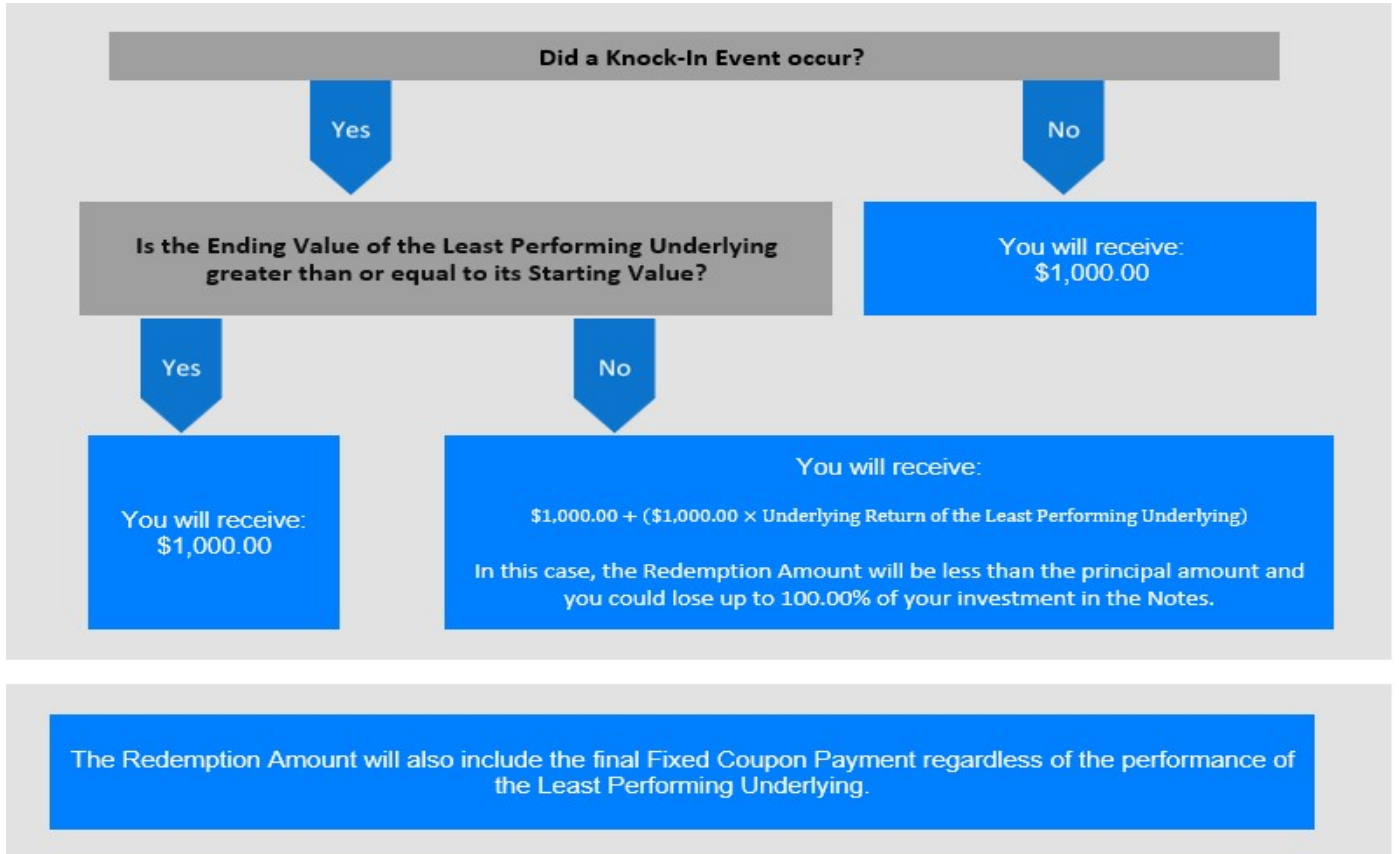 Did a Knock-In Event occur?
Yes
No
Is the Ending Value of the Least Performing Underlying
greater than or equal to its Starting Value?
You will receive:
$1,000.00
Yes
No
You will receive:
$1,000.00
You will receive:
$1,000.00 + ($1,000.00 × Underlying Return of the Least Performing Underlying)
In this case, the Redemption Amount will be less than the principal amount and
you could lose up to 100.00% of your investment in the Notes.
The Redemption Amount will also include the final Fixed Coupon Payment regardless of the performance of
the Least Performing Underlying.